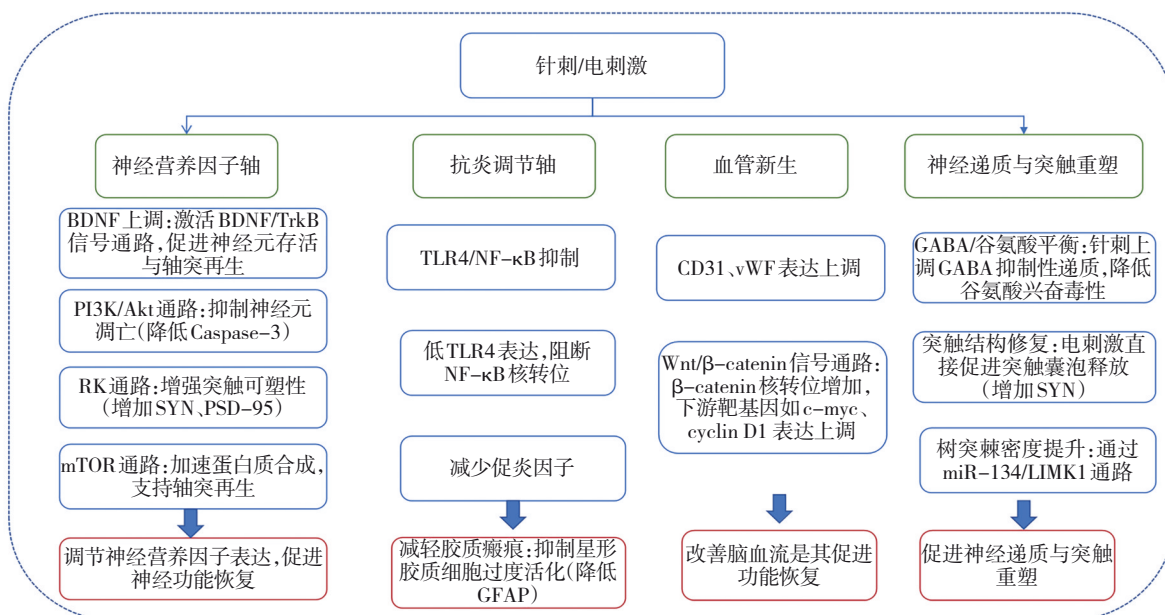 针刺/电刺激
神经营养因子轴
BDNF上调:激活BDNF/TrkB
信号通路,促进神经元存活
与轴突再生
PI3K/Akt通路:抑制神经元
凋亡(降低Caspase-3)
RK通路:增强突触可塑性
(增加SYN、PSD-95)
mTOR通路:加速蛋白质合成,
支持轴突再生
调节神经营养因子表达,促进
神经功能恢复
抗炎调节轴
TLR4/NF-κB抑制
低TLR4表达,阻断
NF-κB核转位
减少促炎因子
减轻胶质瘢痕:抑制星形
胶质细胞过度活化(降低
GFAP)
血管新生
CD31、vWF表达上调
Wnt/β-catenin信号通路:
β-catenin核转位增加,
下游靶基因如c-myc、
cyclin D1表达上调
改善脑血流是其促进
功能恢复
神经递质与突触重塑
GABA/谷氨酸平衡:针刺上
调GABA抑制性递质,降低
谷氨酸兴奋毒性
突触结构修复:电刺激直
接促进突触囊泡释放
(增加SYN)
树突棘密度提升:通过
miR-134/LIMK1通路
促进神经递质与突触
重塑